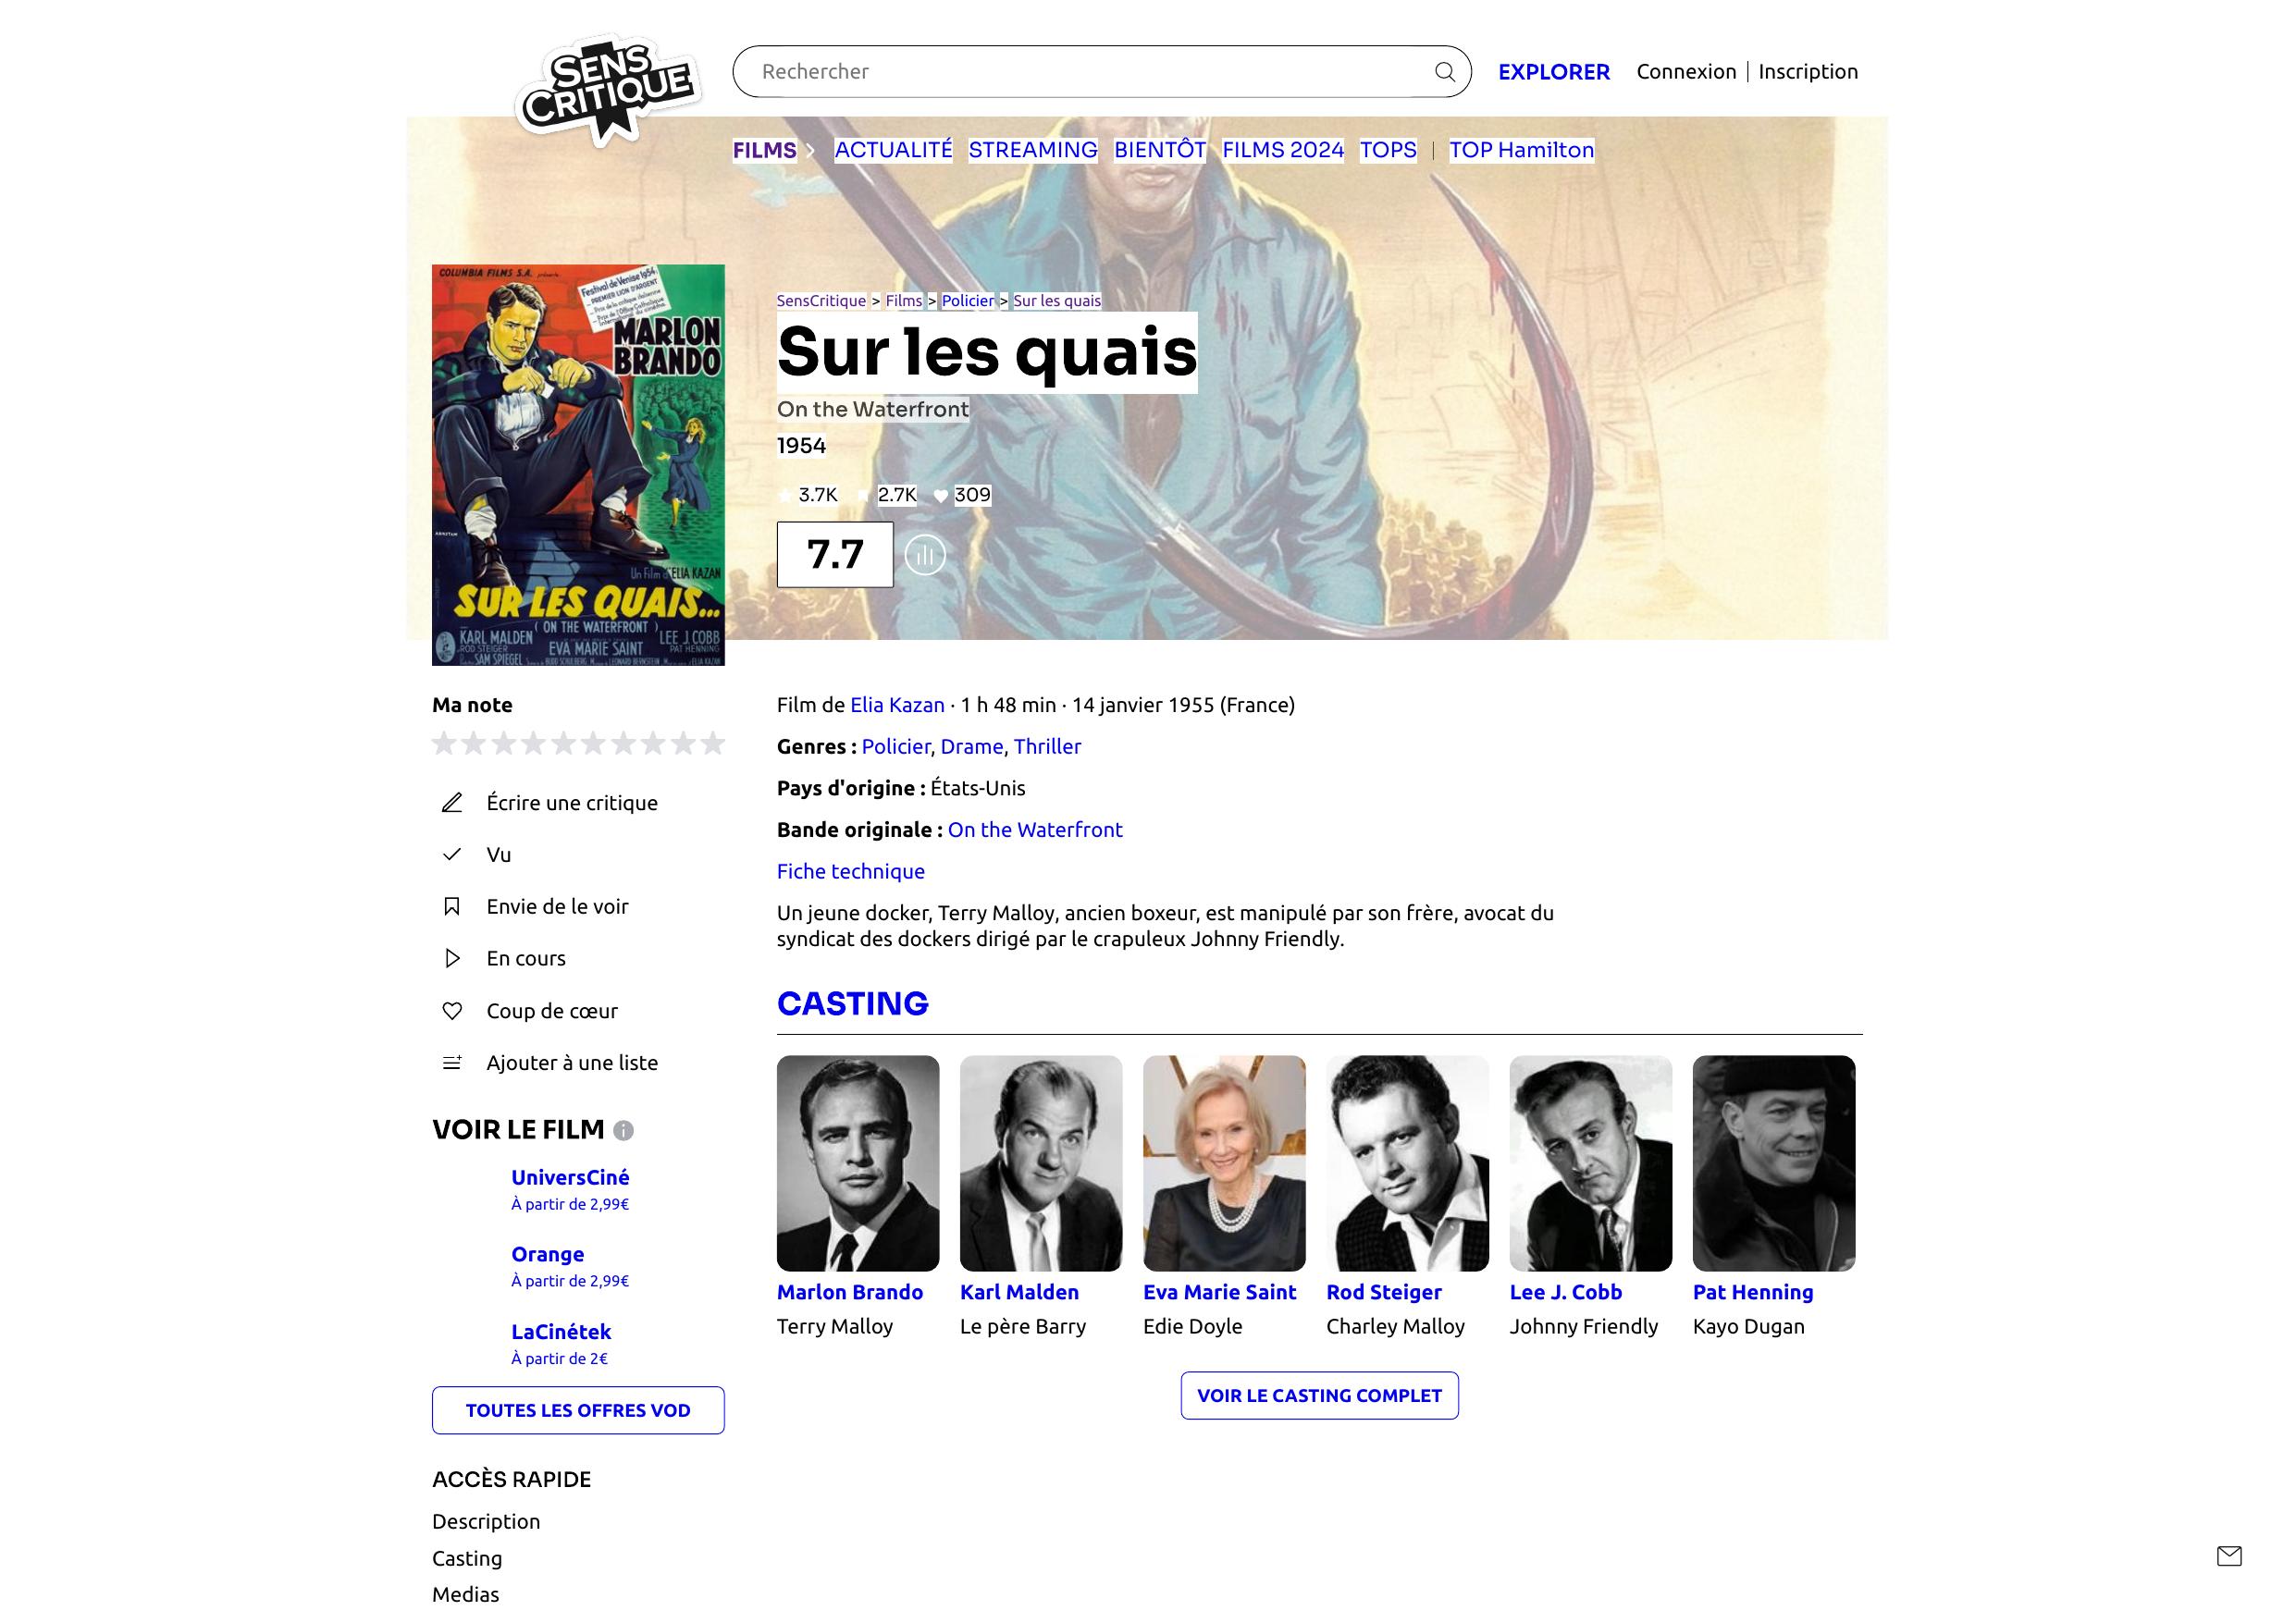 SENS CRITIQUE
Rechercher
EXPLORER
Connexion | Inscription
FILMS
ACTUALITÉ
STREAMING
BIENTÔT
FILMS 2024
TOPS
|
TOP Hamilton
COLUMBIA FILMS S.A.
Festival de Venise 1954
PREMIER LION D'ARGENT
MARLON
BRANDO
Un Film d'ELIA KAZAN
SUR LES QUAIS...
( ON THE WATERFRONT )
KARL MALDEN
LEE J. COBB
ROD STEIGER
EVA MARIE SAINT
PAT HENNING
SAM SPIEGEL
SensCritique > Films > Policier > Sur les quais
Sur les quais
On the Waterfront
1954
3.7K
2.7K
309
7.7
Ma note
Écrire une critique
Vu
Envie de le voir
En cours
Coup de cœur
Ajouter à une liste
VOIR LE FILM
UniversCiné
À partir de 2,99€
Orange
À partir de 2,99€
LaCinétek
À partir de 2€
TOUTES LES OFFRES VOD
ACCÈS RAPIDE
Description
Casting
Medias
Film de Elia Kazan · 1 h 48 min · 14 janvier 1955 (France)
Genres : Policier, Drame, Thriller
Pays d'origine : États-Unis
Bande originale : On the Waterfront
Fiche technique
Un jeune docker, Terry Malloy, ancien boxeur, est manipulé par son frère, avocat du
syndicat des dockers dirigé par le crapuleux Johnny Friendly.
CASTING
Marlon Brando
Terry Malloy
Karl Malden
Le père Barry
Eva Marie Saint
Edie Doyle
Rod Steiger
Charley Malloy
Lee J. Cobb
Johnny Friendly
Pat Henning
Kayo Dugan
VOIR LE CASTING COMPLET